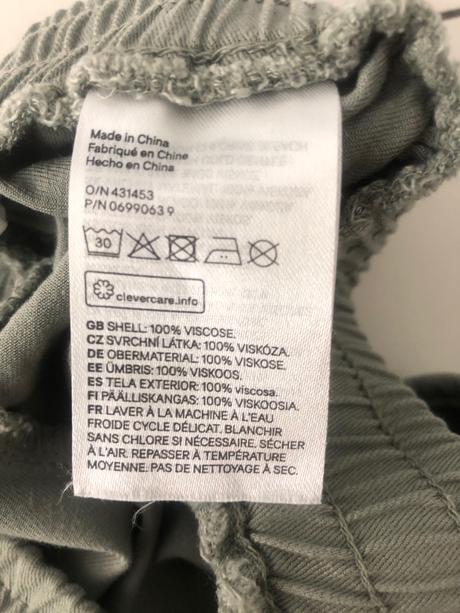 Made in China
Fabriqué en Chine
Hecho en China
O/N 431453
P/N 0699063 9
30
clevercare.info
GB SHELL: 100% VISCOSE.
CZ SVRCHNÍ LÁTKA: 100% VISKÓZA.
DE OBERMATERIAL: 100% VISKOSE.
EE ÜMBRIS: 100% VISKOOS.
ES TELA EXTERIOR: 100% viscosa.
FI PÄÄLLISKANGAS: 100% VISKOOSIA.
FR LAVER À LA MACHINE À L'EAU
FROIDE CYCLE DÉLICAT. BLANCHIR
SANS CHLORE SI NÉCESSAIRE. SÉCHER
À L'AIR. REPASSER À TEMPÉRATURE
MOYENNE. PAS DE NETTOYAGE À SEC.